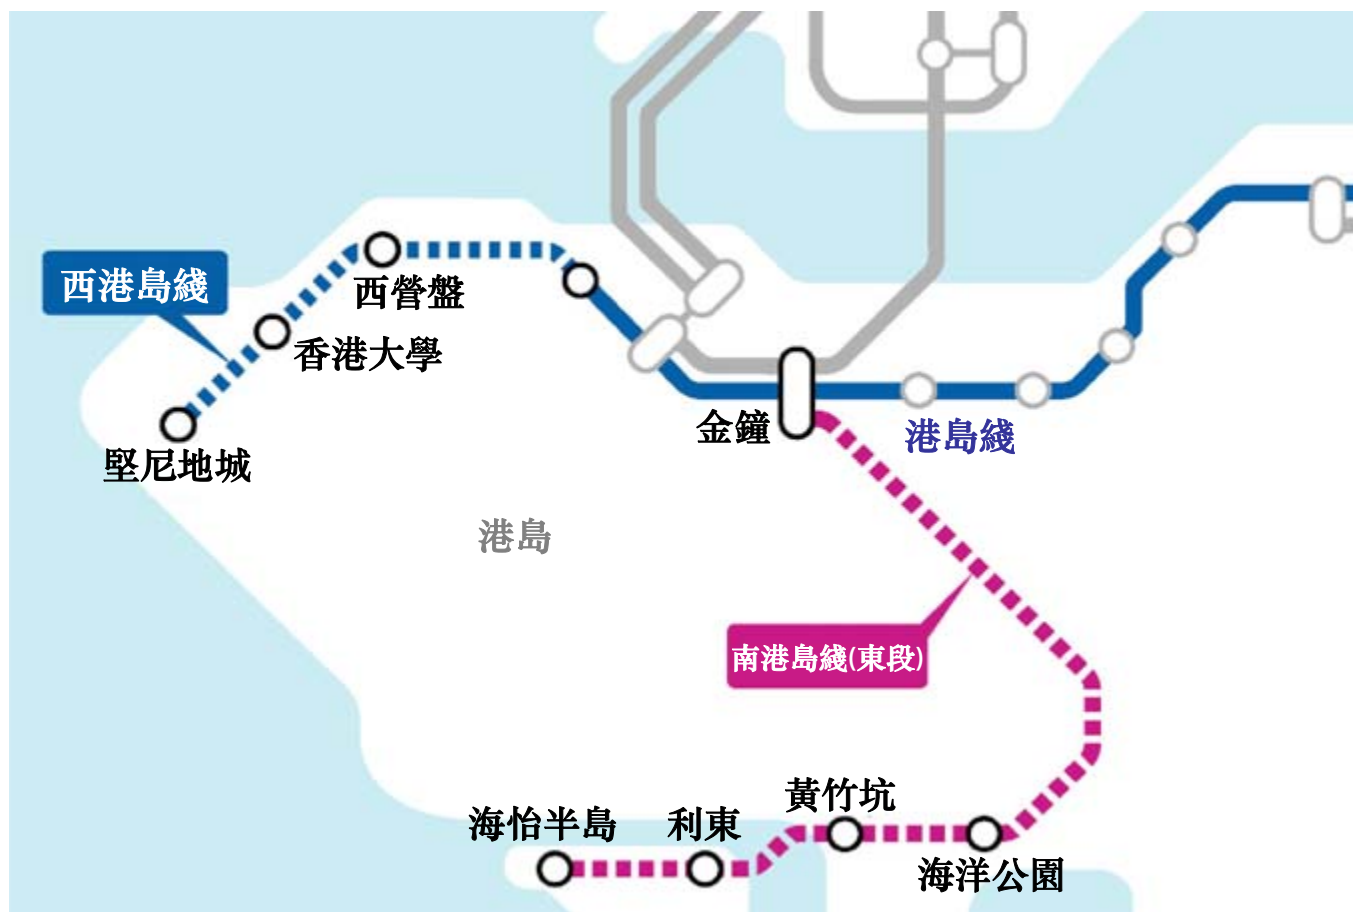 西營盤
西港島綫
香港大學
堅尼地城
金鐘
港島綫
港島
南港島綫(東段)
黃竹坑
海怡半島
利東
海洋公園